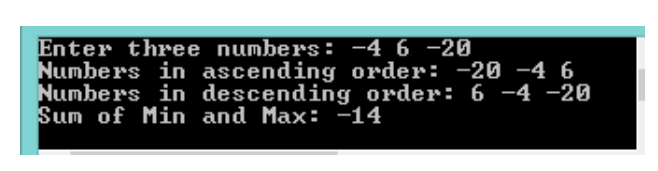 Enter three numbers: -4 6 -20
Numbers in ascending order: -20 -4 6
Numbers in descending order: 6 -4 -20
Sum of Min and Max: -14